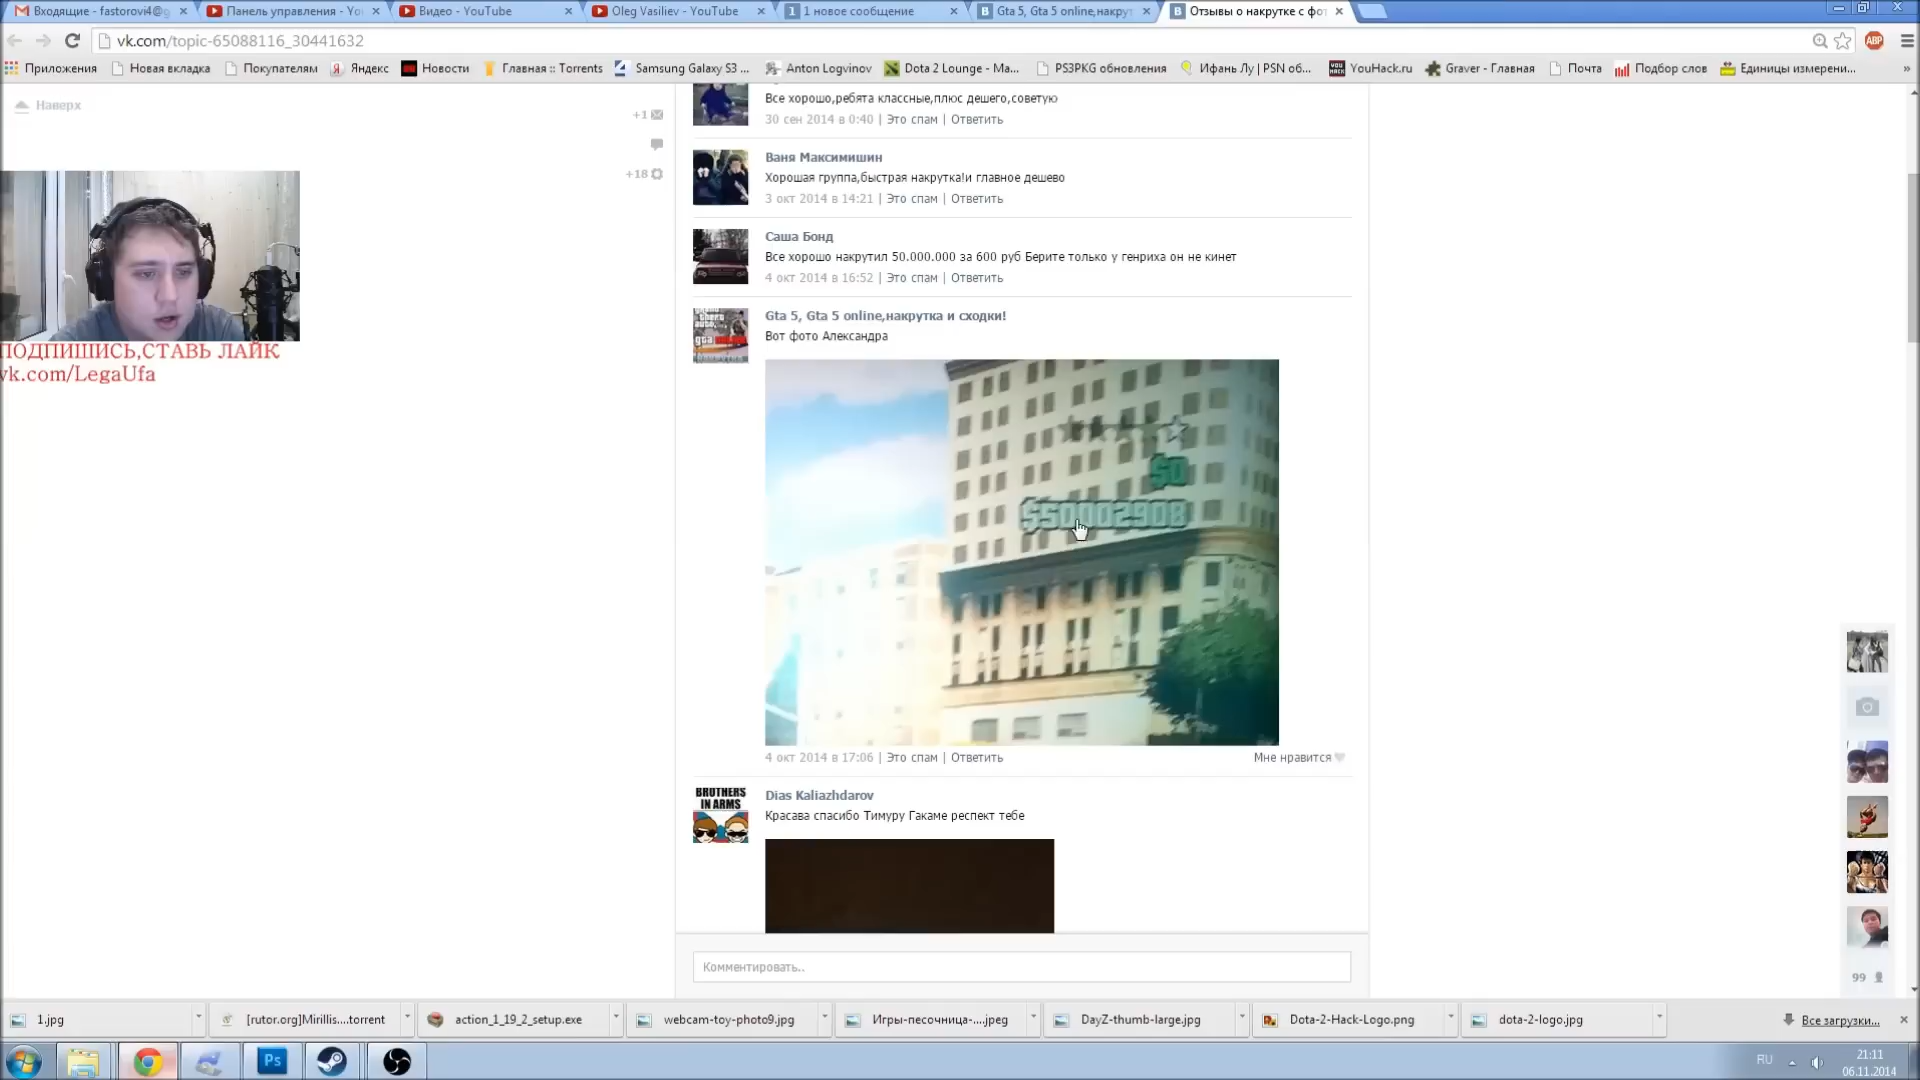 Входящие - fastorovi4@g
Панель управления - Yo
Видео - YouTube
Oleg Vasiliev - YouTube
1 новое сообщение
Gta 5, Gta 5 online,накрут
Отзывы о накрутке с фот
vk.com/topic-65088116_30441632
ABP
Приложения
Новая вкладка
Покупателям
Яндекс
Новости
Главная :: Torrents
Samsung Galaxy S3 ...
Anton Logvinov
Dota 2 Lounge - Ma...
PS3PKG обновления
Ифань Лу | PSN об...
YouHack.ru
Graver - Главная
Почта
Подбор слов
Единицы измерени...
Наверх
+1
+18
ПОДПИШИСЬ,СТАВЬ ЛАЙК
vk.com/LegaUfa
Все хорошо,ребята классные,плюс дешего,советую
30 сен 2014 в 0:40 | Это спам | Ответить
Ваня Максимишин
Хорошая группа,быстрая накрутка!и главное дешево
3 окт 2014 в 14:21 | Это спам | Ответить
Саша Бонд
Все хорошо накрутил 50.000.000 за 600 руб Берите только у генриха он не кинет
4 окт 2014 в 16:52 | Это спам | Ответить
Gta 5, Gta 5 online,накрутка и сходки!
Вот фото Александра
$0
$50002908
4 окт 2014 в 17:06 | Это спам | Ответить
Мне нравится
BROTHERS
IN ARMS
Dias Kaliazhdarov
Красава спасибо Тимуру Гакаме респект тебе
Комментировать..
99
1.jpg
[rutor.org]Mirillis....torrent
action_1_19_2_setup.exe
webcam-toy-photo9.jpg
Игры-песочница-....jpeg
DayZ-thumb-large.jpg
Dota-2-Hack-Logo.png
dota-2-logo.jpg
Все загрузки...
Ps
RU
21:11
06.11.2014